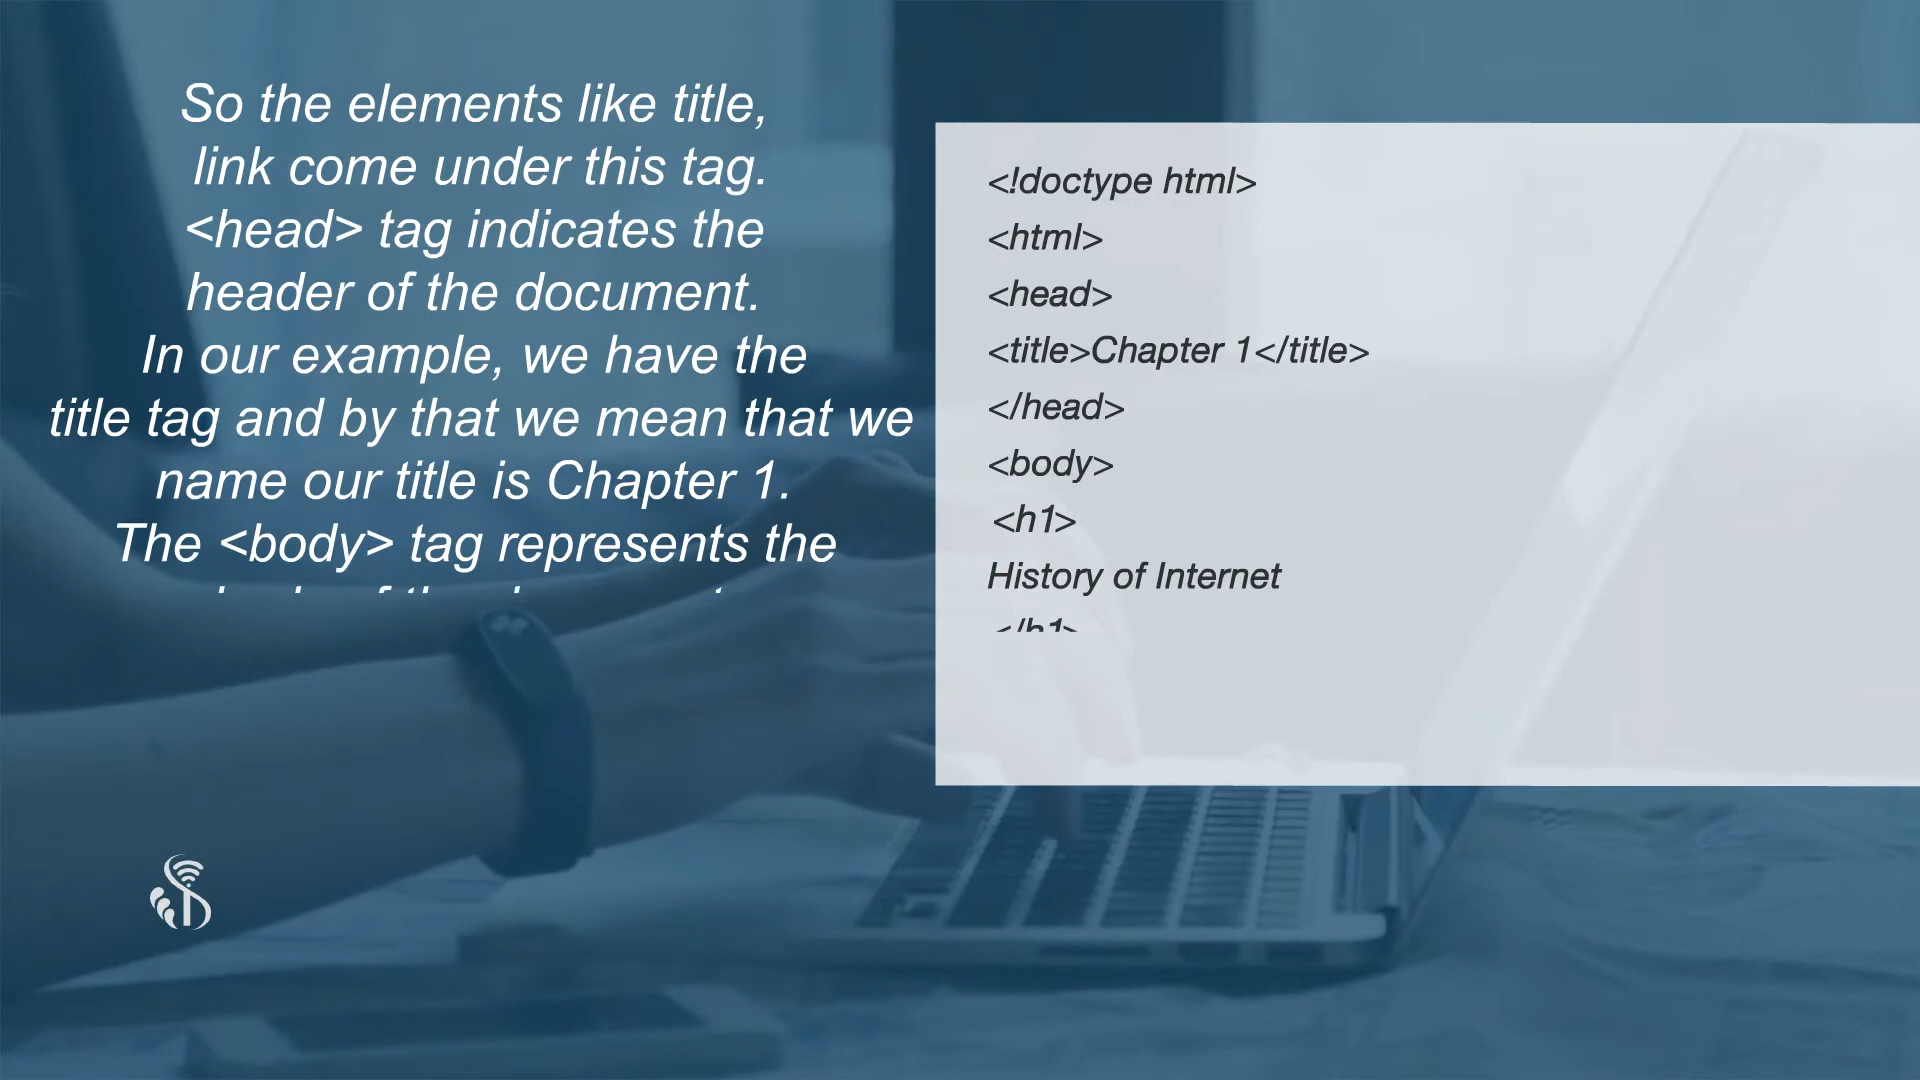 So the elements like title,
link come under this tag.
<head> tag indicates the
header of the document.
In our example, we have the
title tag and by that we mean that we
name our title is Chapter 1.
The <body> tag represents the
<!doctype html>
<html>
<head>
<title>Chapter 1</title>
</head>
<body>
<h1>
History of Internet
</h1>